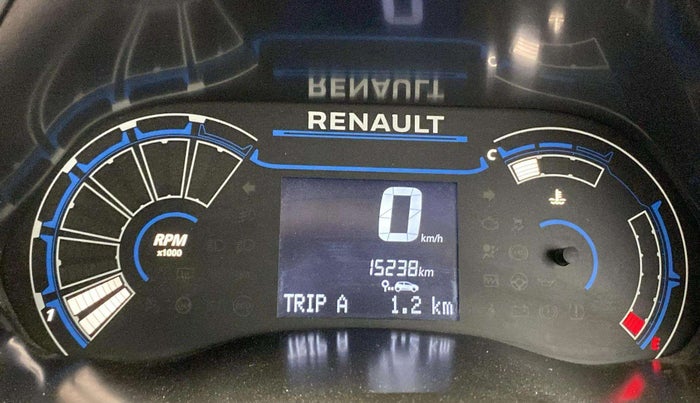 RENAULT
C
0 km/h
RPM
x1000
15238km
TRIP A 1.2 km
1
E